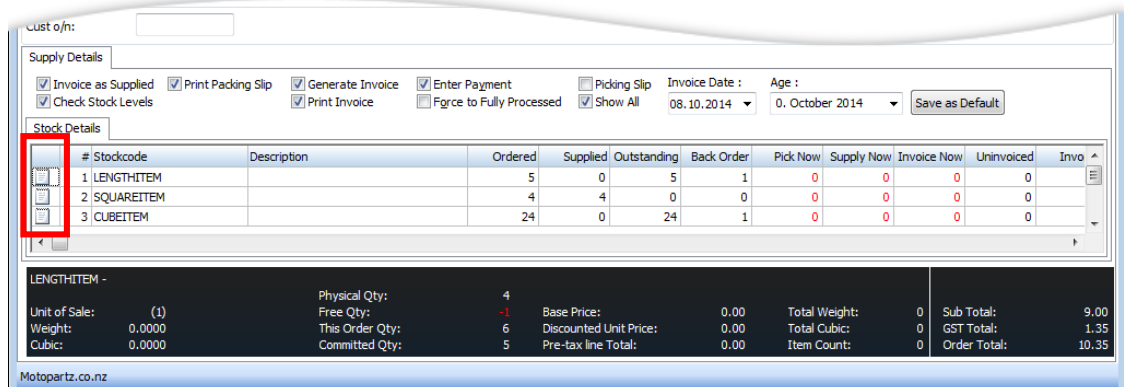 Cust o/n:
Supply Details
Invoice as Supplied Print Packing Slip Generate Invoice Enter Payment Picking Slip Invoice Date : Age :
Check Stock Levels Print Invoice Force to Fully Processed Show All 08.10.2014 0. October 2014 Save as Default
Stock Details
# Stockcode Description Ordered Supplied Outstanding Back Order Pick Now Supply Now Invoice Now Uninvoiced Invo
1 LENGTHITEM 5 0 5 1 0 0 0 0
2 SQUAREITEM 4 4 0 0 0 0 0 0
3 CUBEITEM 24 0 24 1 0 0 0 0
LENGTHITEM -
Physical Qty: 4
Unit of Sale: (1) Free Qty: -1 Base Price: 0.00 Total Weight: 0 Sub Total: 9.00
Weight: 0.0000 This Order Qty: 6 Discounted Unit Price: 0.00 Total Cubic: 0 GST Total: 1.35
Cubic: 0.0000 Committed Qty: 5 Pre-tax line Total: 0.00 Item Count: 0 Order Total: 10.35
Motopartz.co.nz